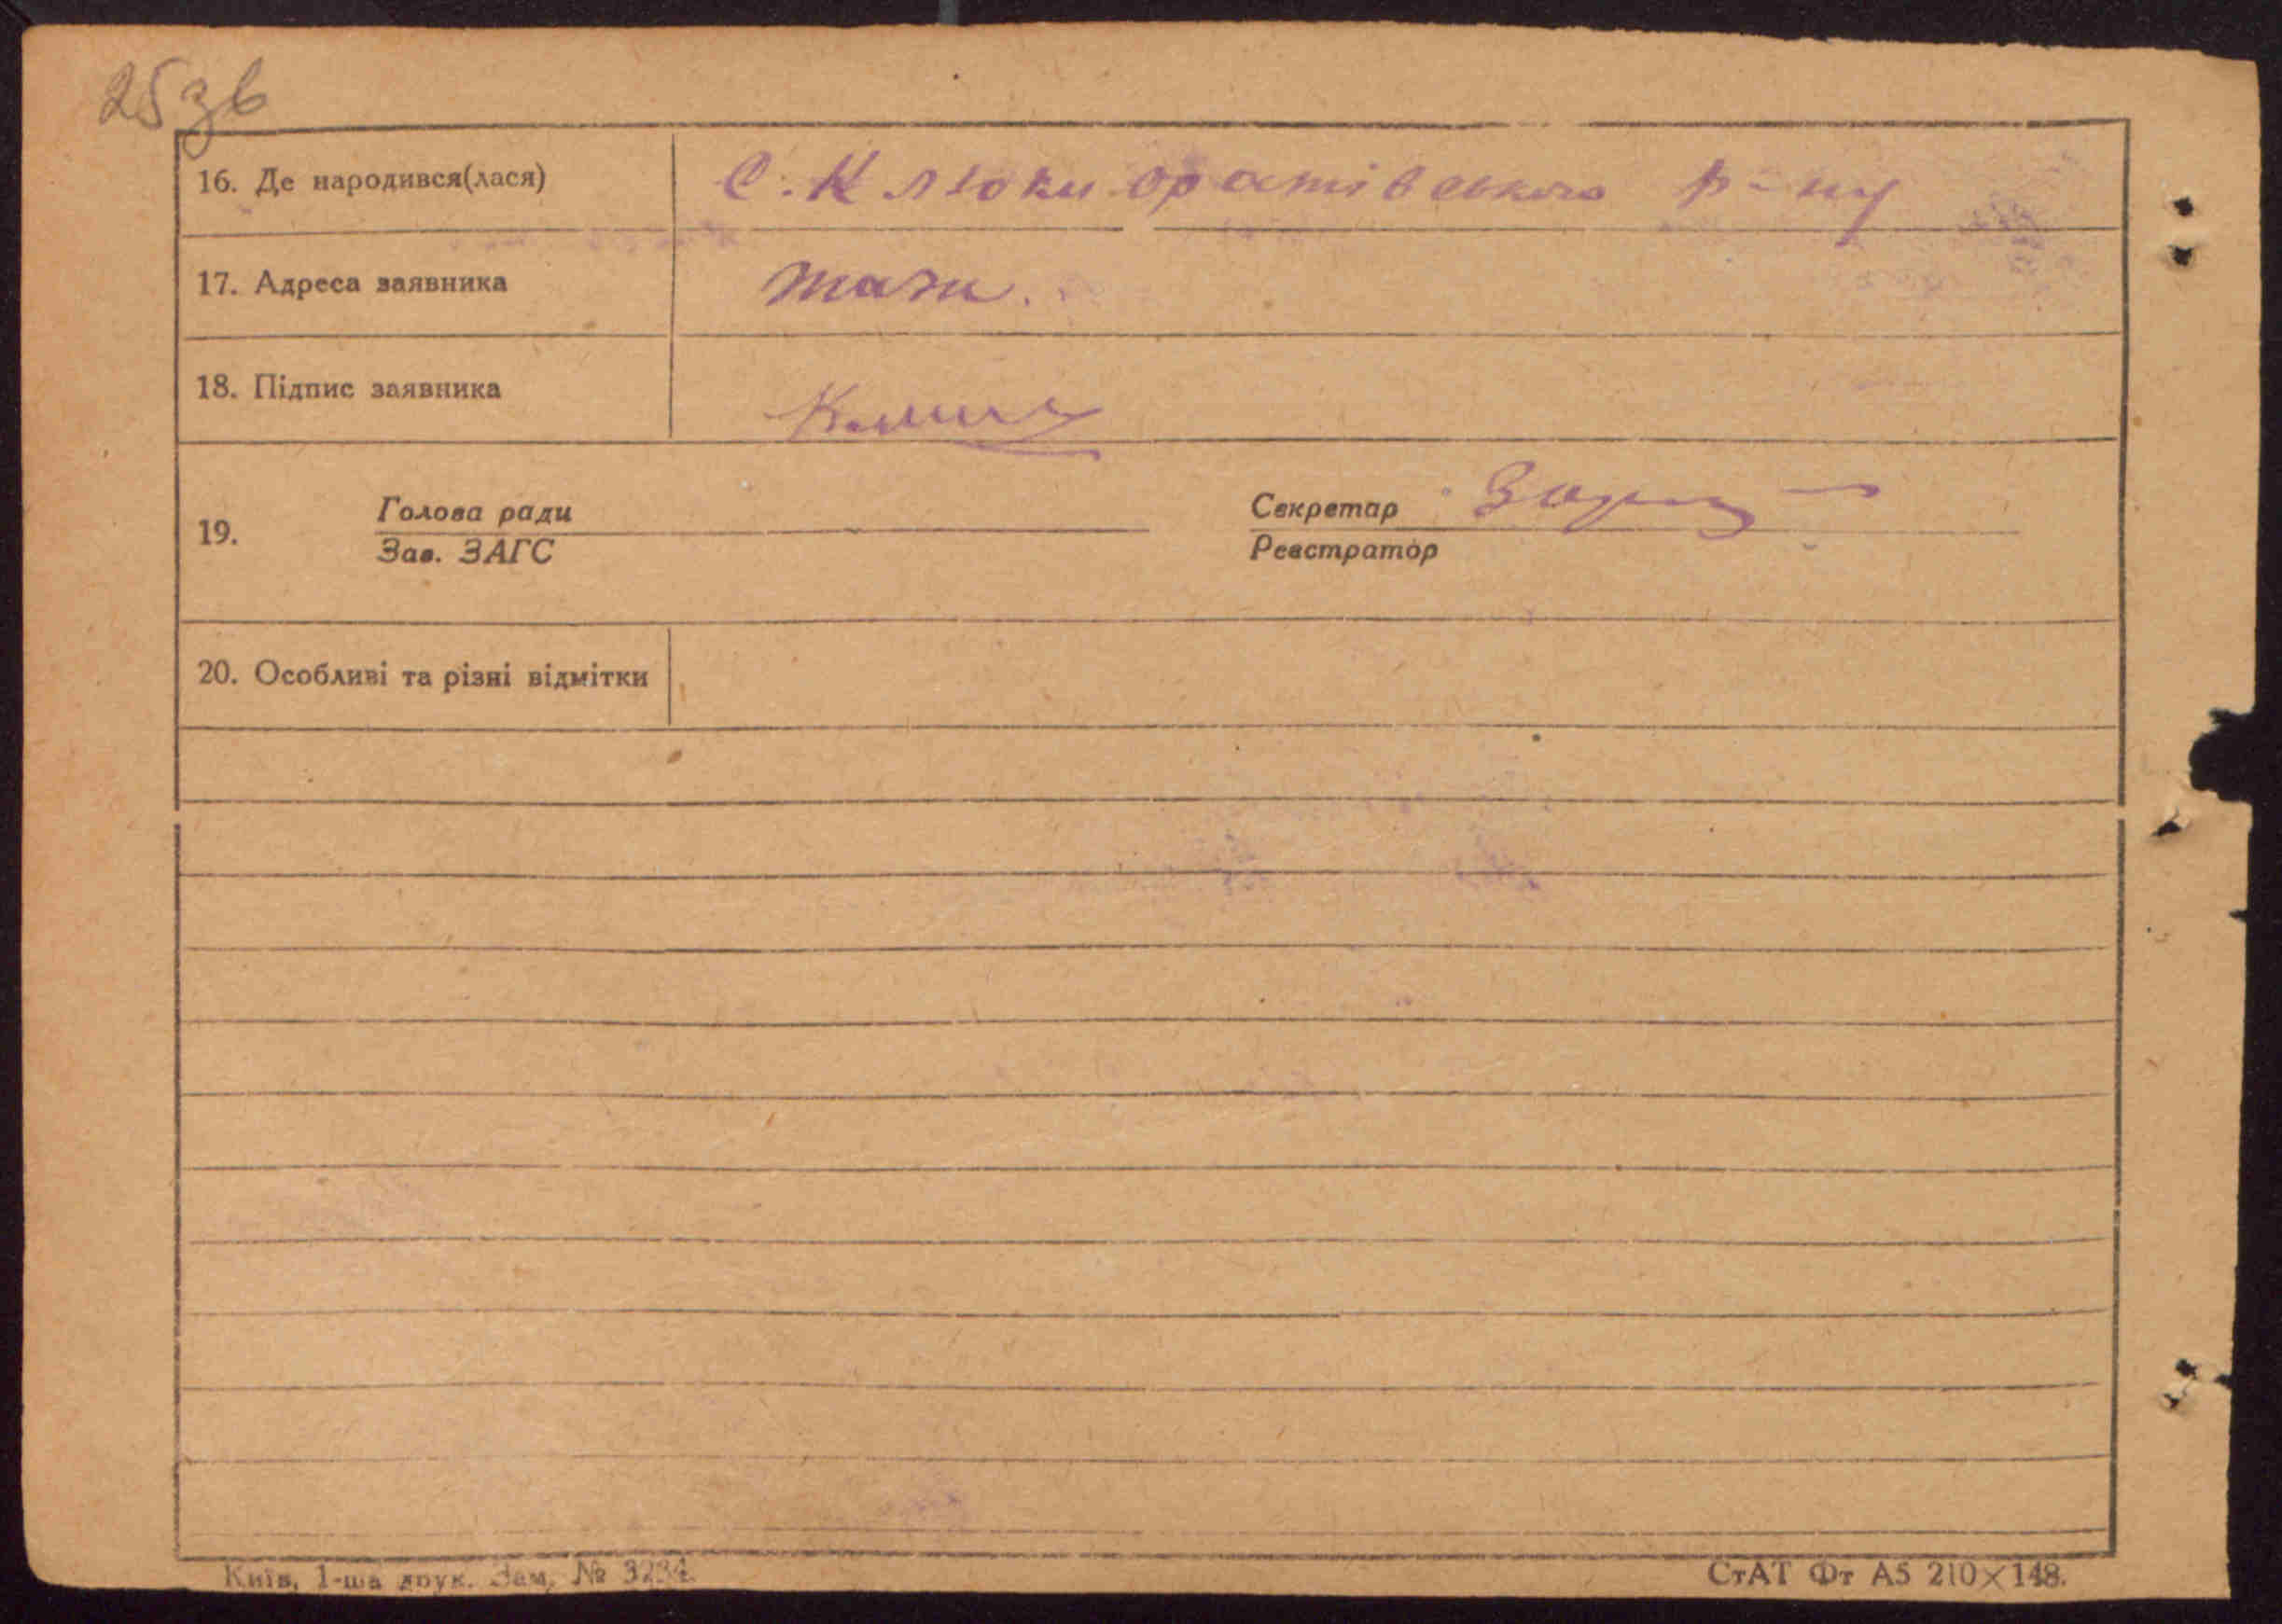 25зв
16. Де народився(лася) С. Клюки оратівського р-ну
17. Адреса заявника
18. Підпис заявника
19. Голова ради Секретар
Зав. ЗАГС Реєстратор
20. Особливі та різні відмітки
Київ, 1-ша друк. Зам. № 3234. СтАТ Фт А5 210×148.